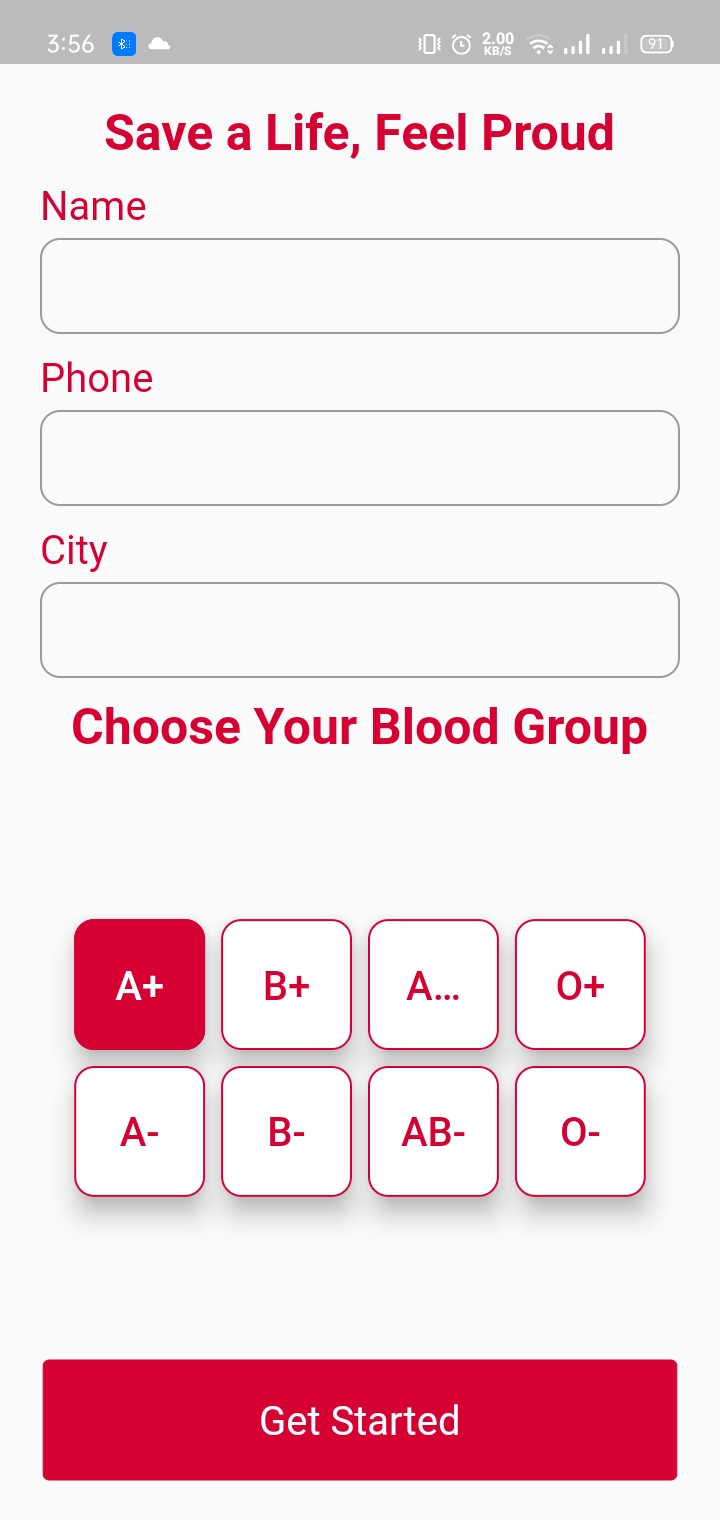 3:56 2.00 KB/S 91
Save a Life, Feel Proud
Name
Phone
City
Choose Your Blood Group
A+ B+ A... O+
A- B- AB- O-
Get Started